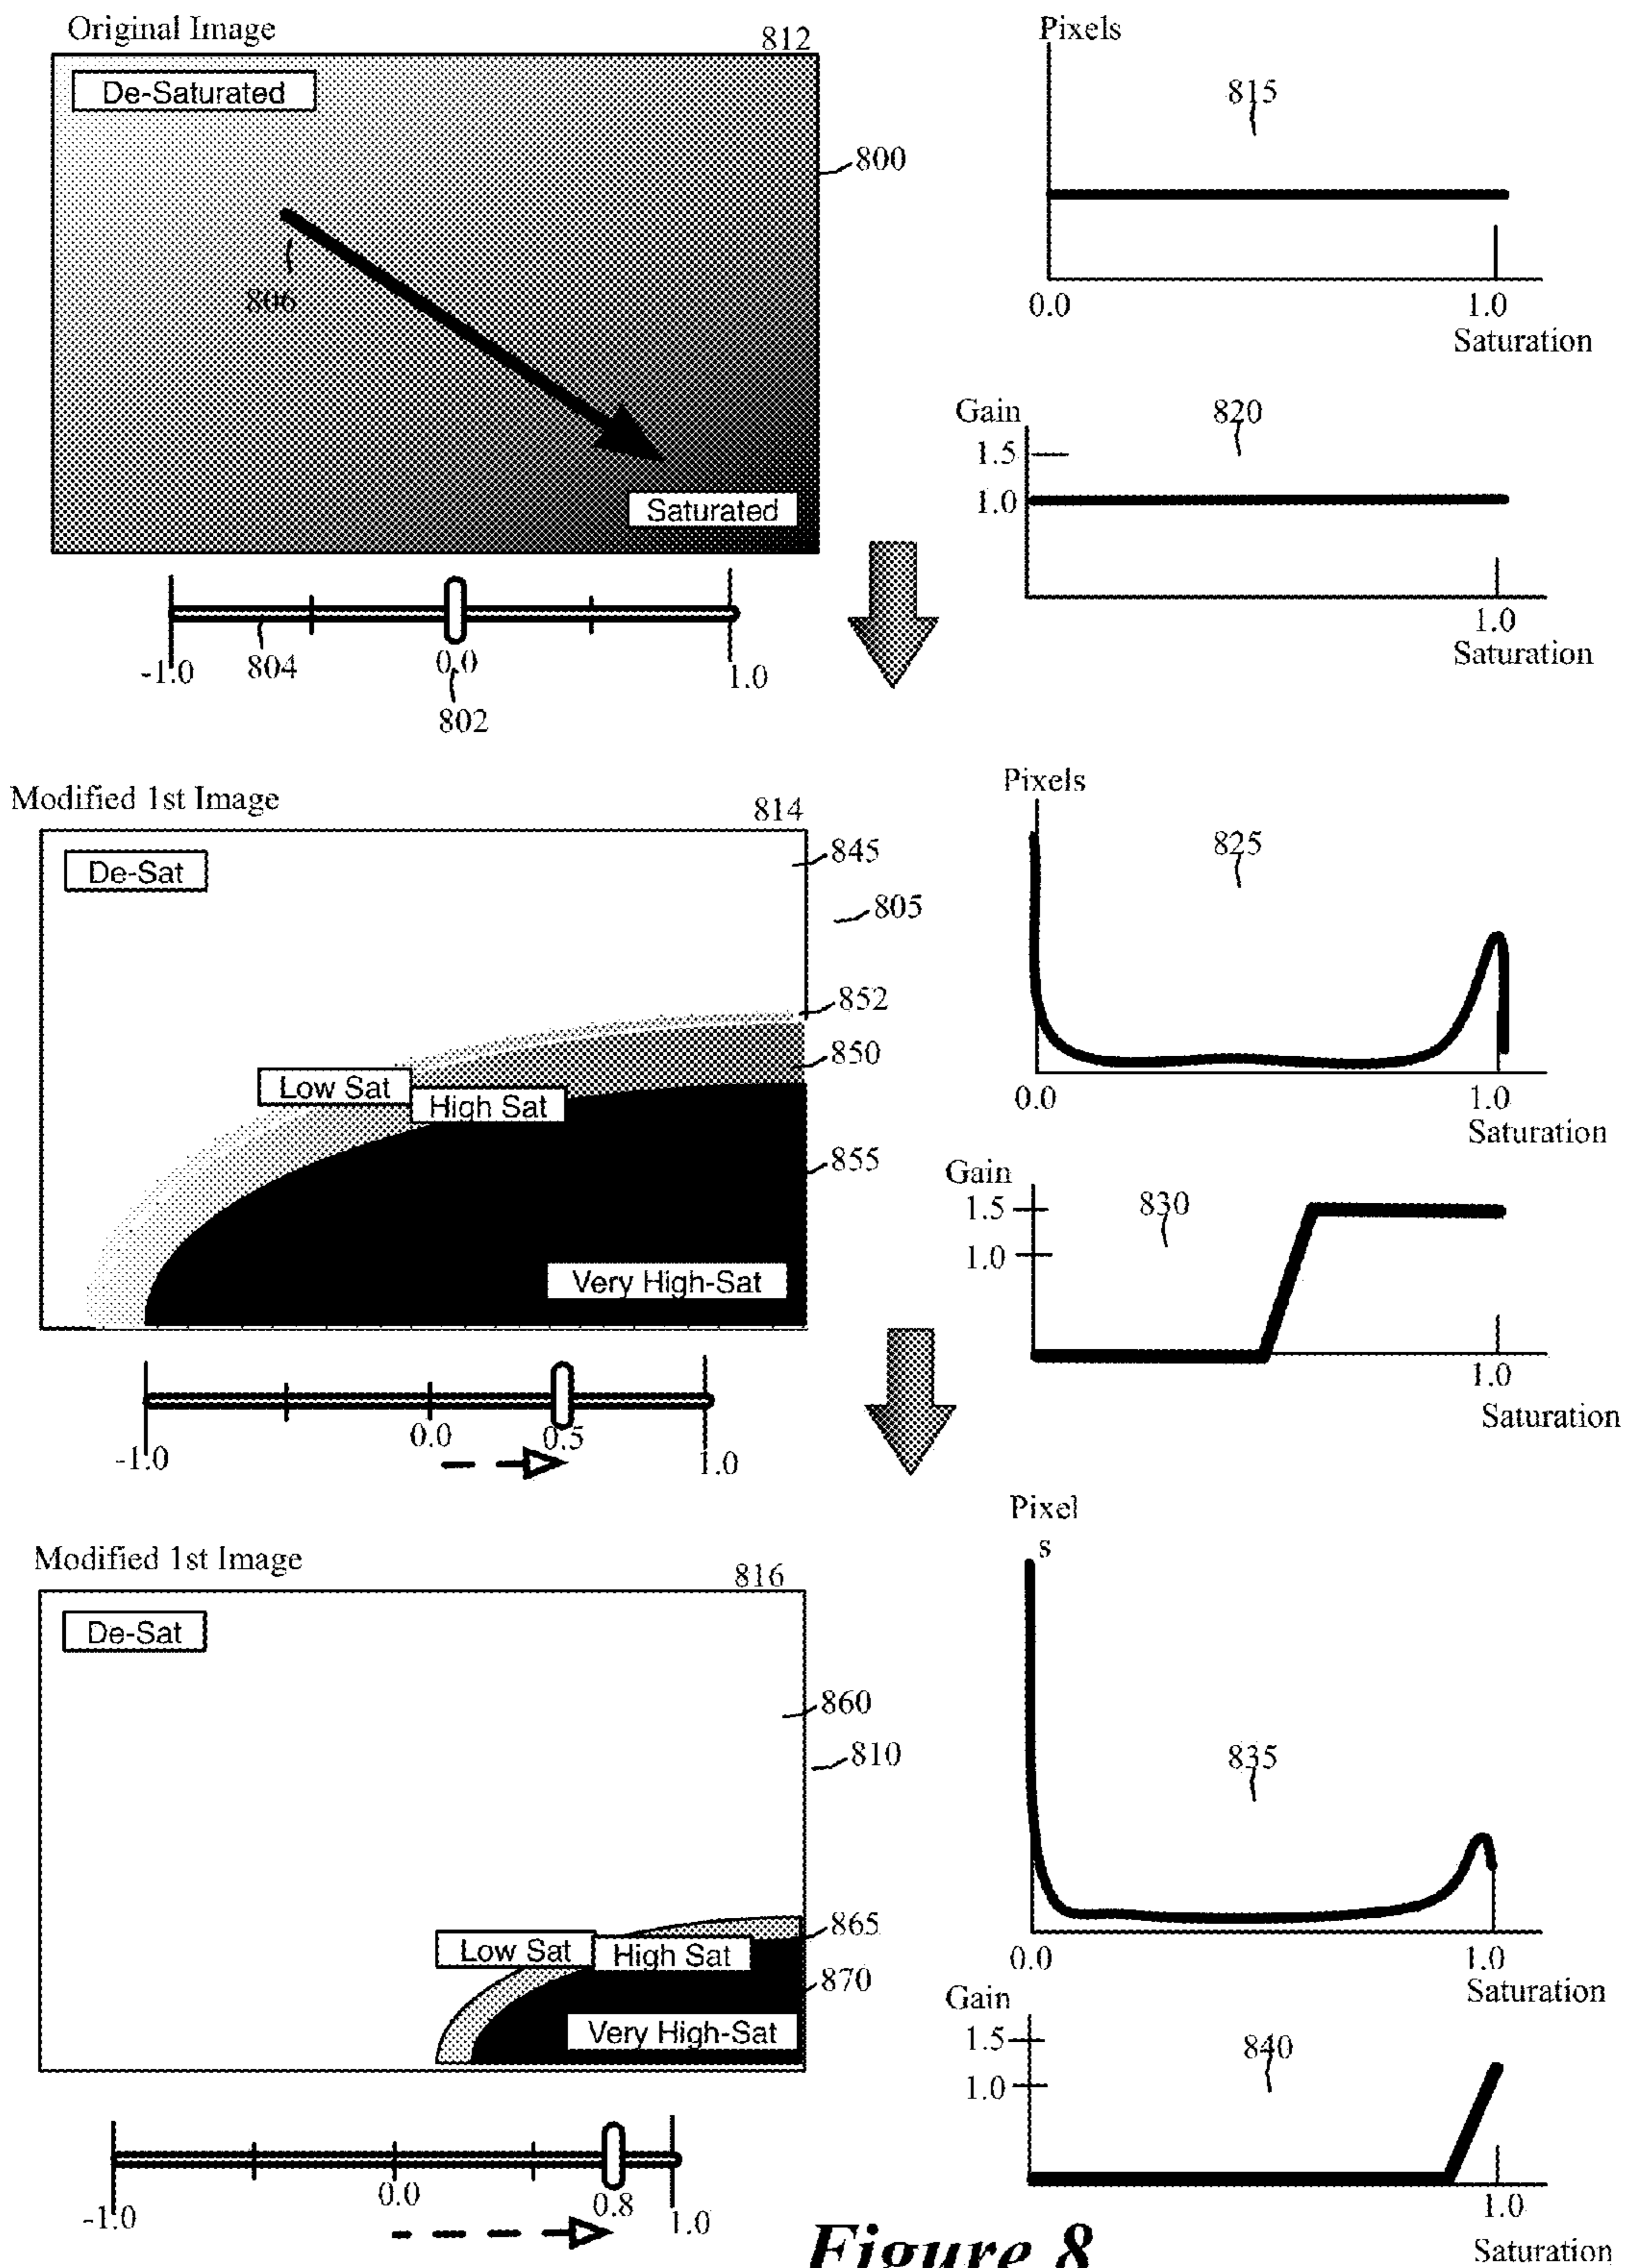 Original Image
812
De-Saturated
800
806
Saturated
-1.0
804
0.0
802
1.0
Pixels
815
0.0
1.0
Saturation
Gain
820
1.5
1.0
1.0
Saturation
Modified 1st Image
814
De-Sat
845
805
852
850
Low Sat
High Sat
855
Very High-Sat
-1.0
0.0
0.5
1.0
Pixels
825
0.0
1.0
Saturation
Gain
830
1.5
1.0
1.0
Saturation
Modified 1st Image
816
De-Sat
860
810
865
Low Sat
High Sat
870
Very High-Sat
-1.0
0.0
0.8
1.0
Pixel
s
835
0.0
1.0
Saturation
Gain
840
1.5
1.0
1.0
Saturation
Figure 8